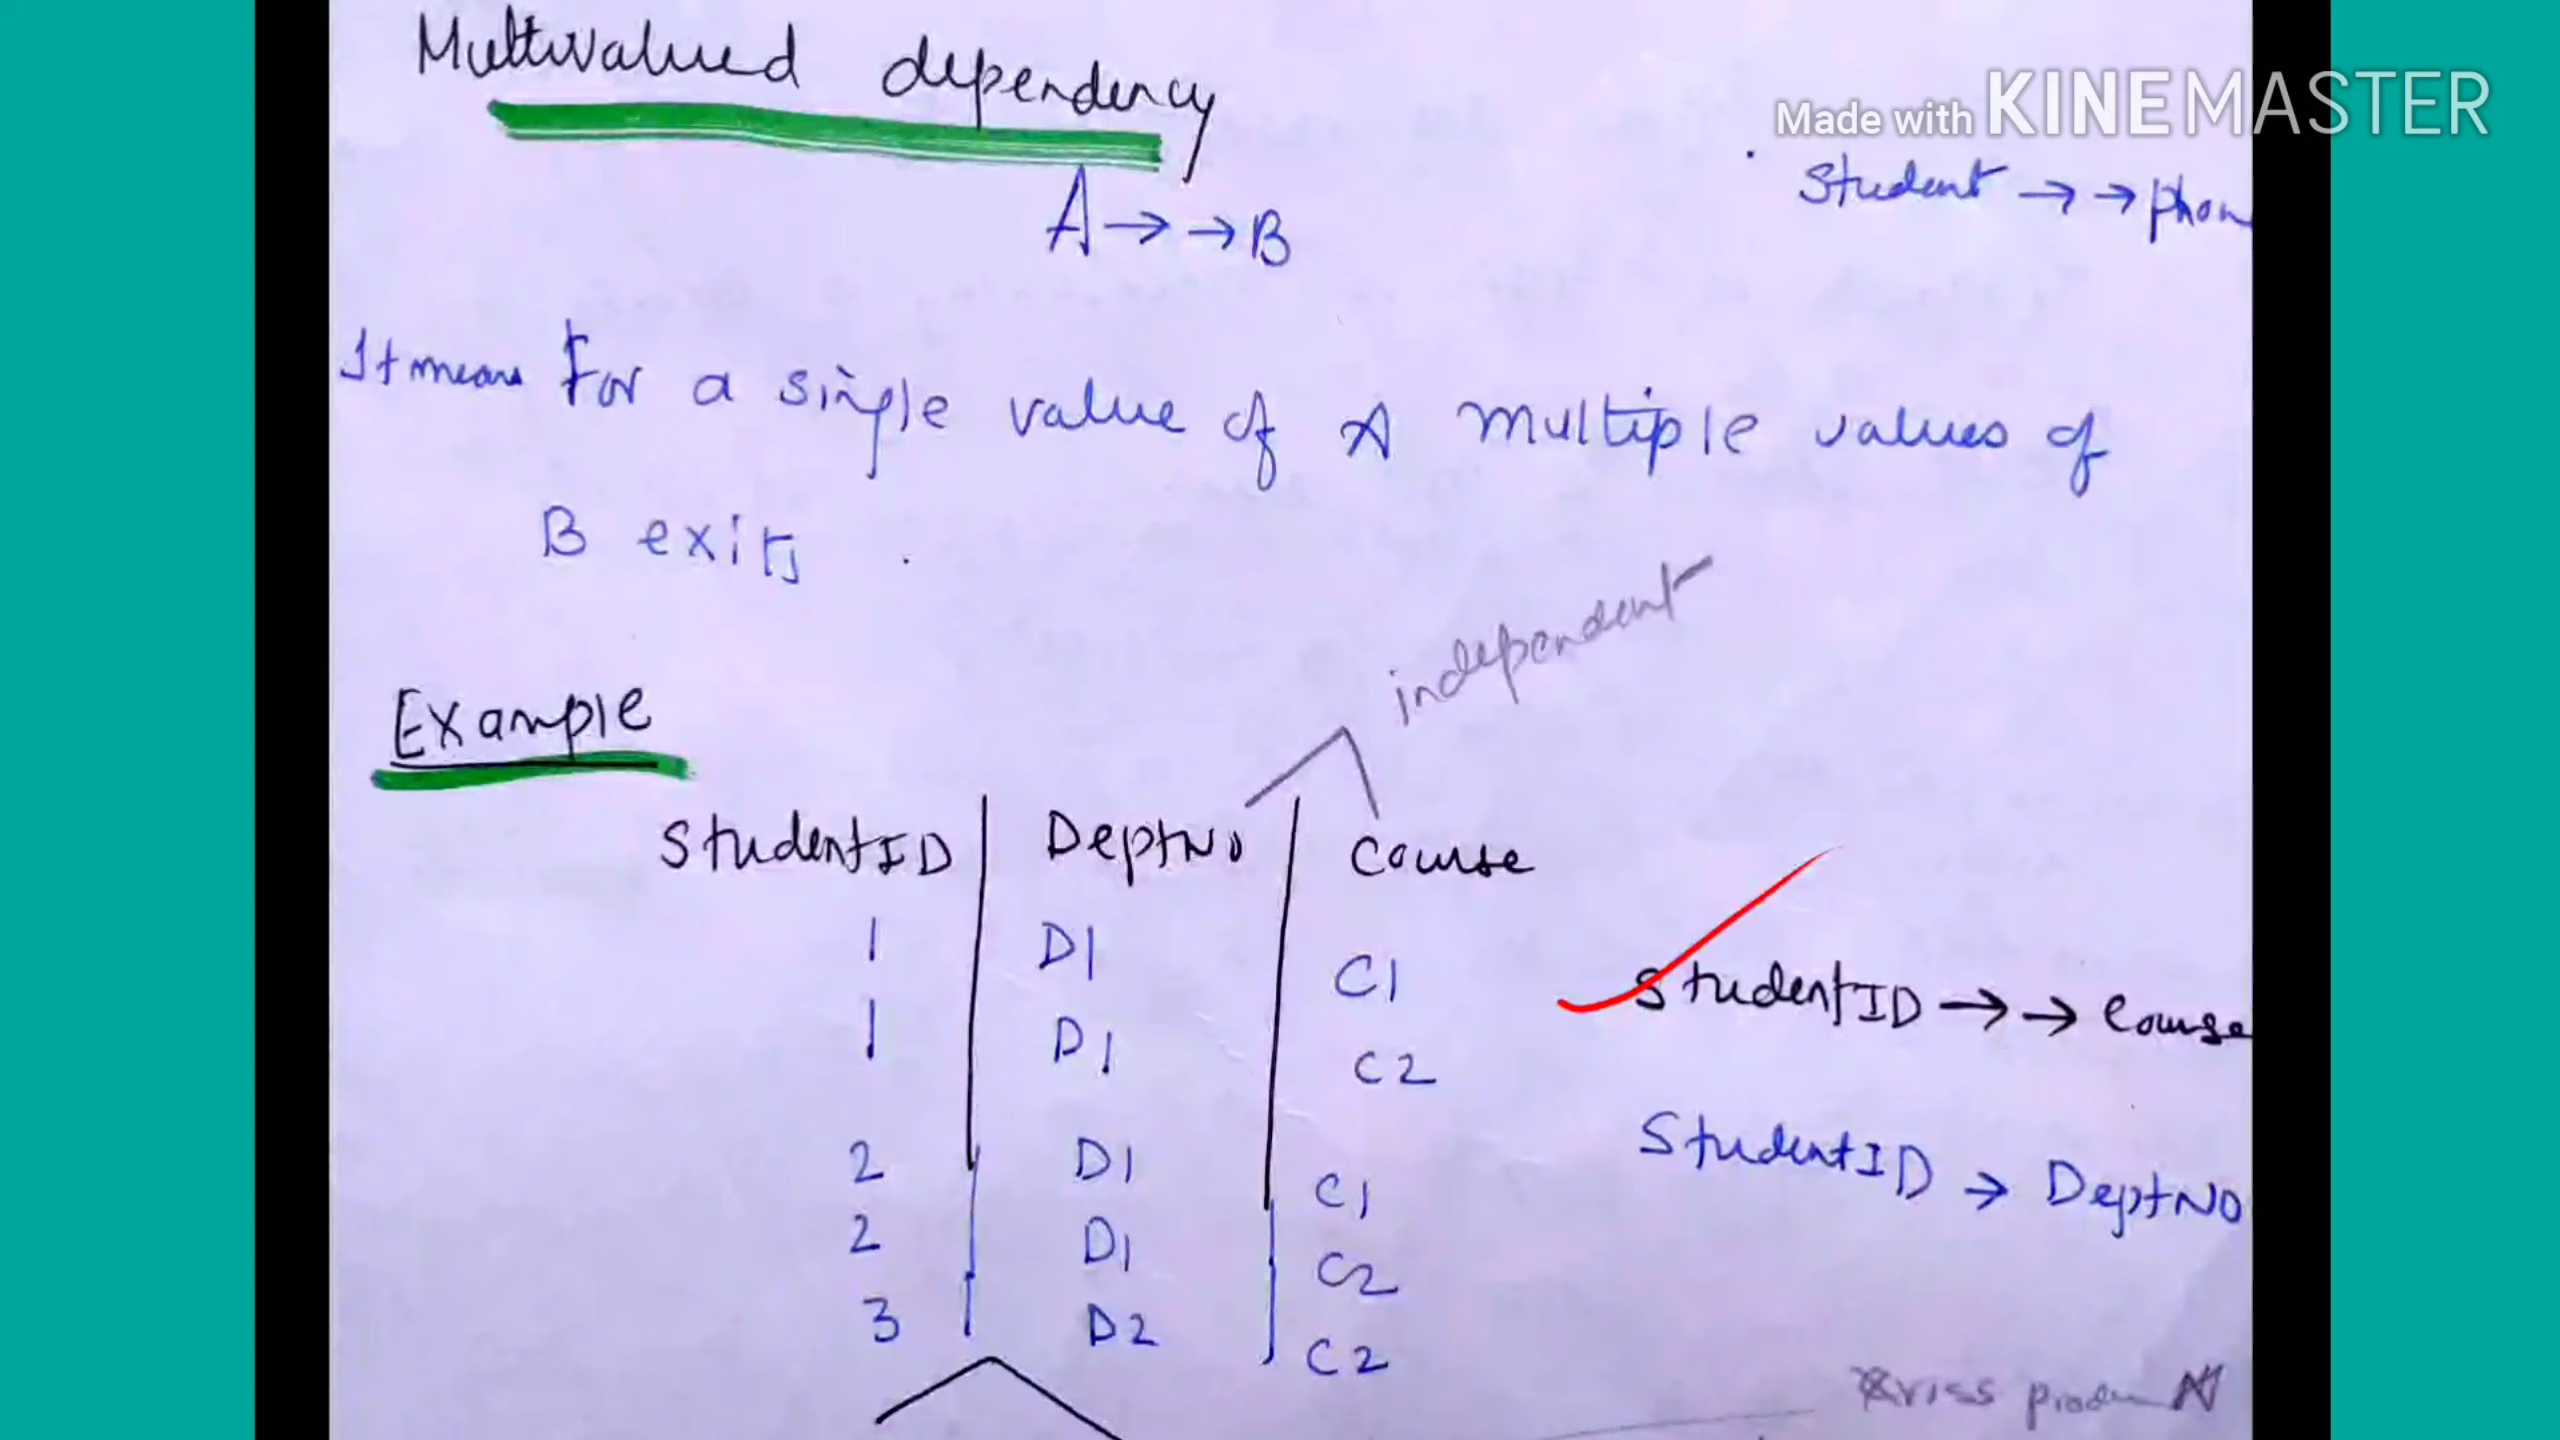 Multivalued dependency
Made with KINEMASTER
Student →→ phon
A →→ B
It means For a single value of A multiple values of
B exits .
independent
Example
StudentID | DeptNo | Course
1 D1 C1
1 D1 C2
2 D1 C1
2 D1 C2
3 D2 C2
StudentID →→ Course
StudentID → DeptNO